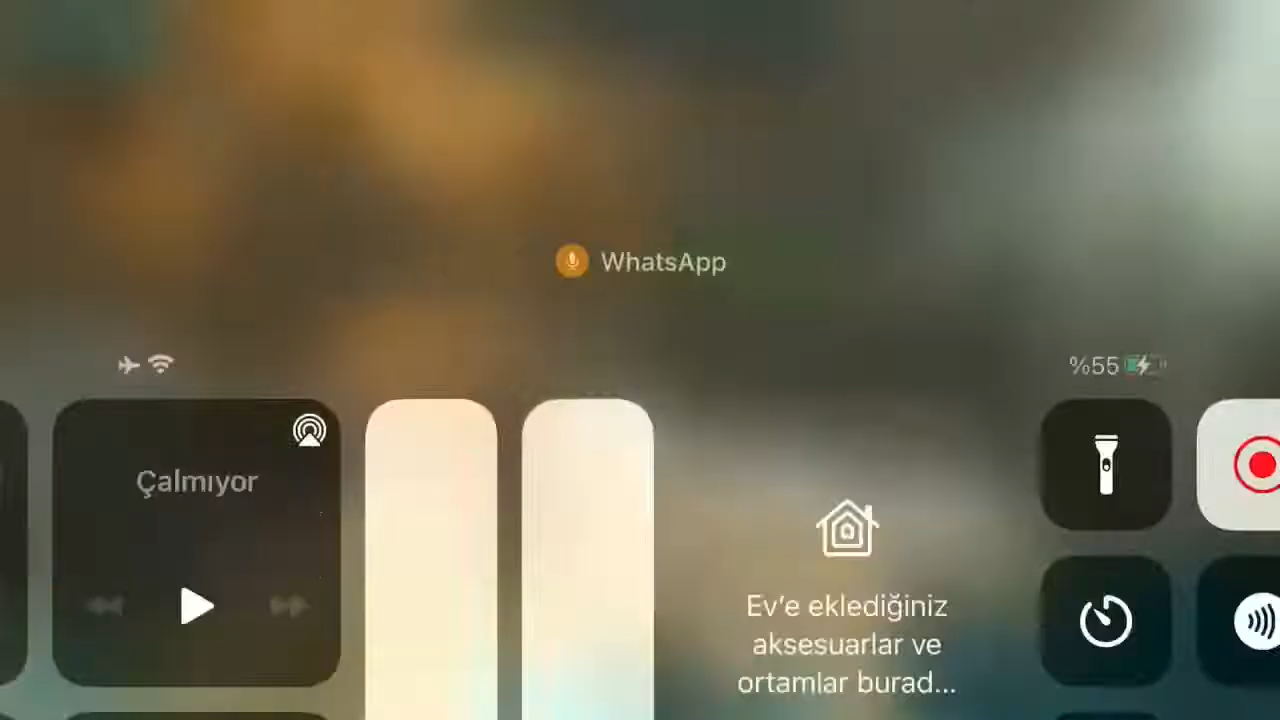 WhatsApp
%55
Çalmıyor
Ev’e eklediğiniz
aksesuarlar ve
ortamlar burad...